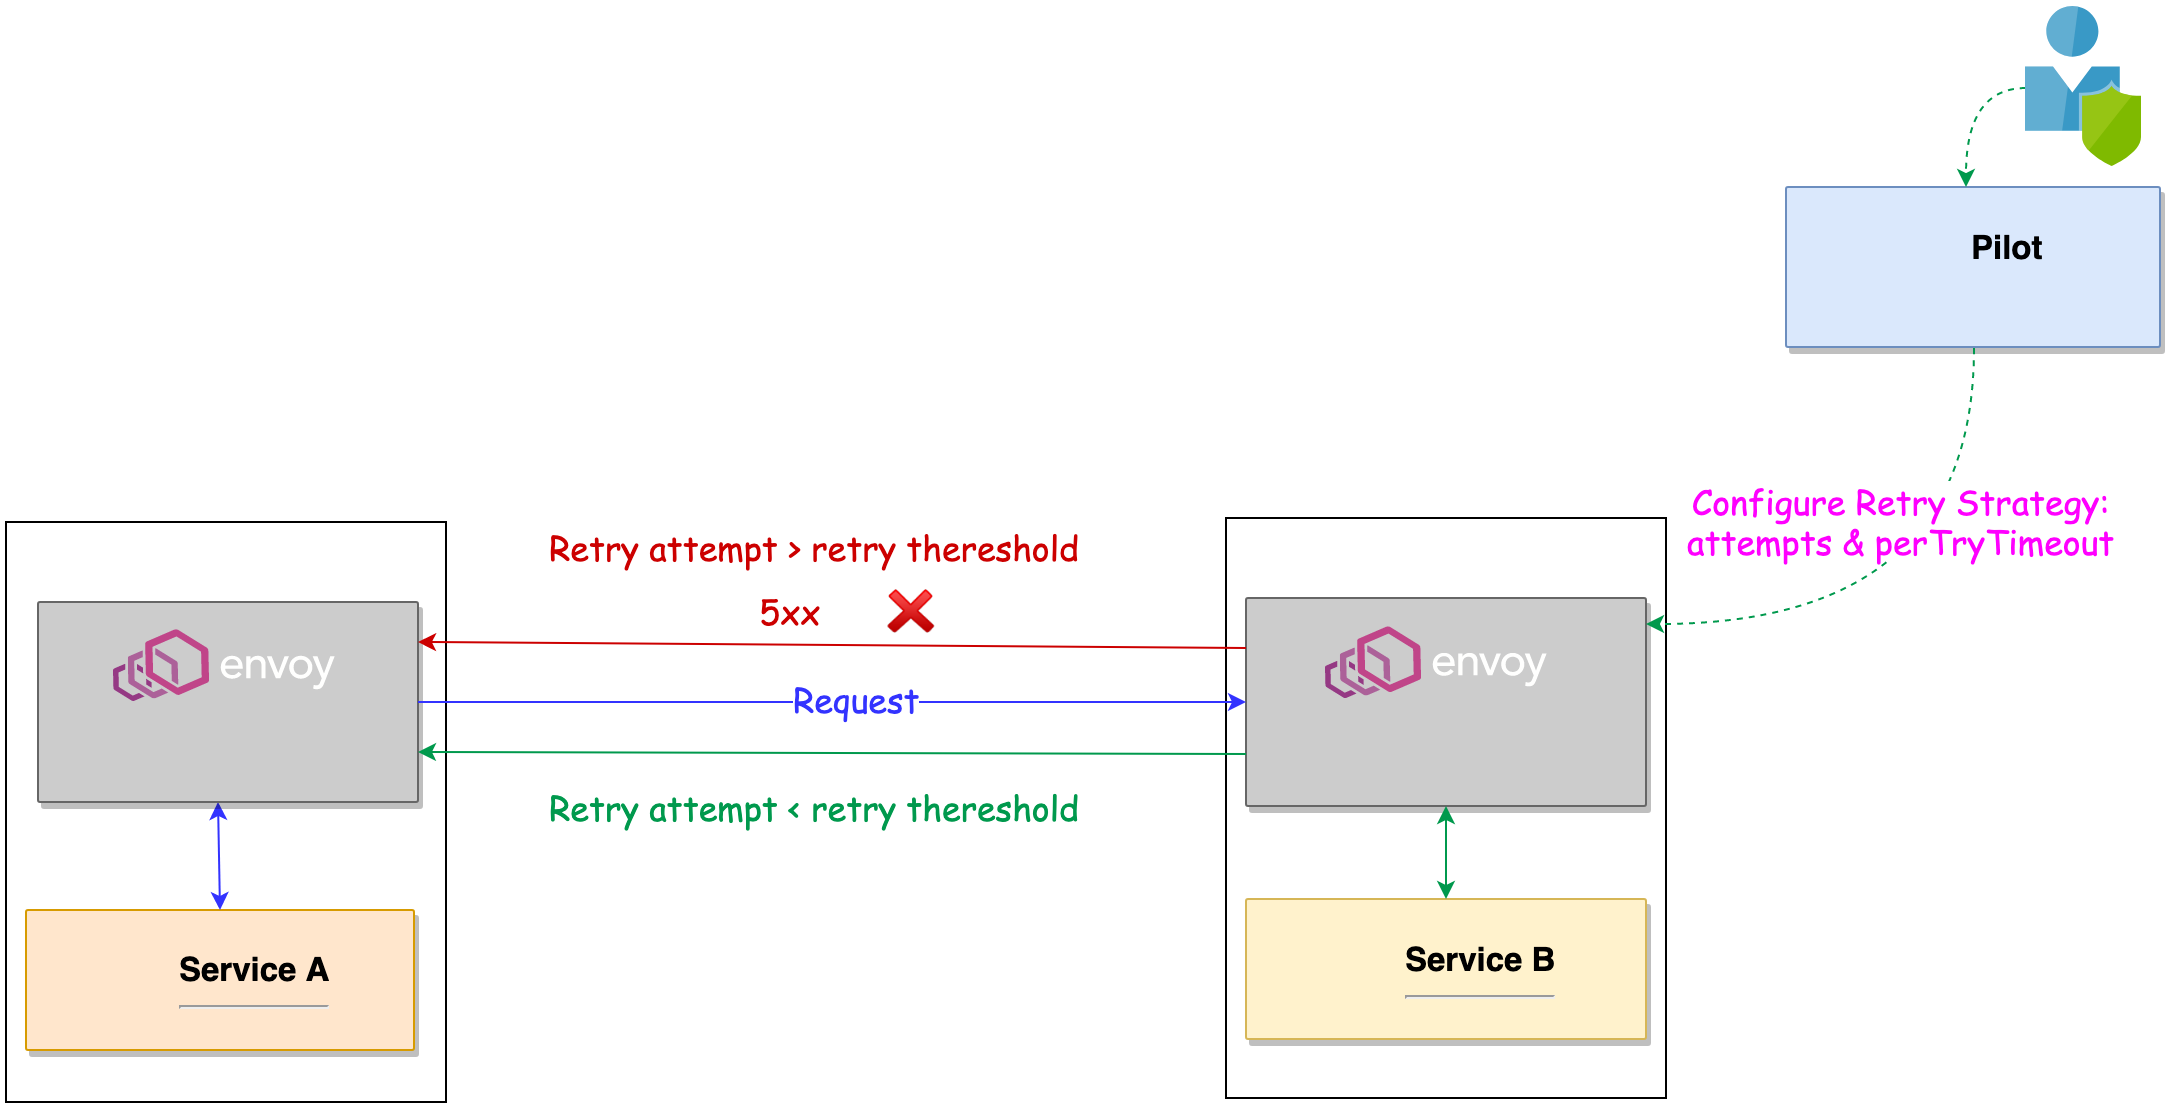 Pilot
Configure Retry Strategy:
attempts & perTryTimeout
Retry attempt > retry thereshold
5xx
envoy
envoy
Request
Retry attempt < retry thereshold
Service A
Service B